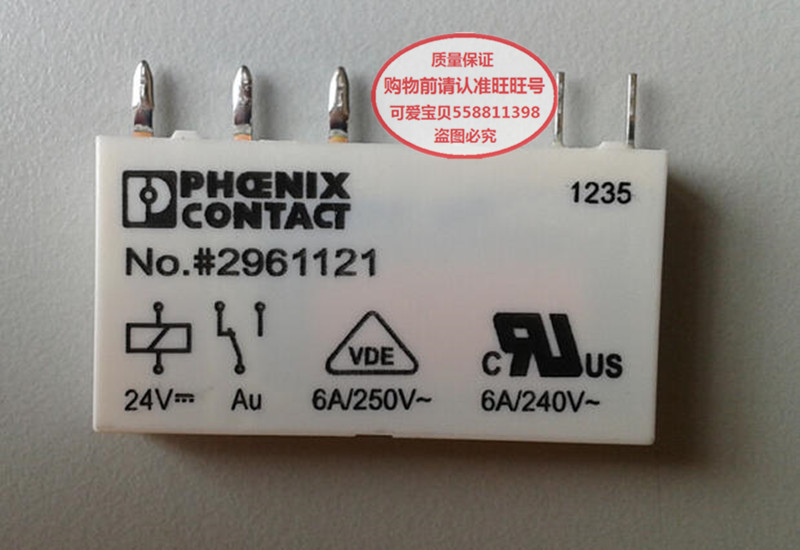 质量保证
购物前请认准旺旺号
可爱宝贝558811398
盗图必究
PHŒNIX
CONTACT
1235
No.#2961121
VDE
C RU US
24V⎓ Au 6A/250V~ 6A/240V~